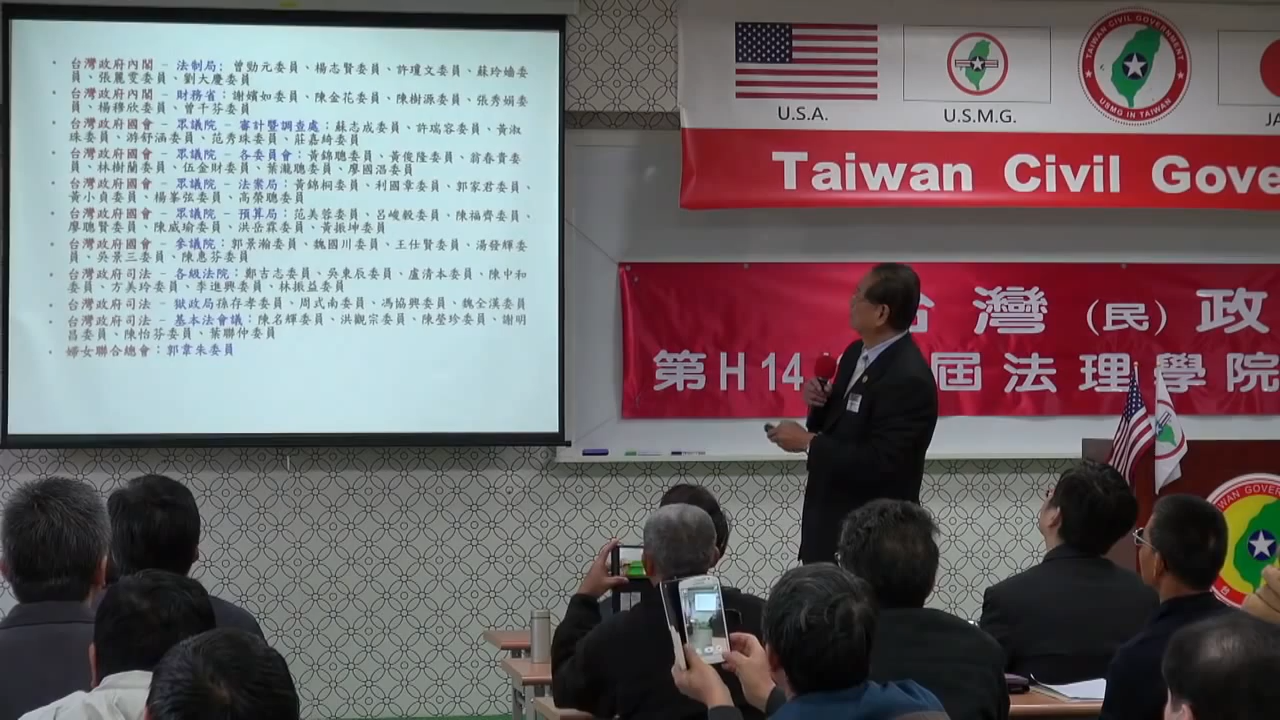 • 台灣政府內閣 – 法制局: 曾勁元委員、楊志賢委員、許瓊文委員、蘇玲嬙委
員、張麗雯委員、劉大慶委員
• 台灣政府內閣 – 財務省: 謝嬪如委員、陳金花委員、陳樹源委員、張秀娟委
員、楊穆欣委員、曾千芬委員
• 台灣政府國會 – 眾議院 – 審計暨調查處: 蘇志成委員、許瑞容委員、黃淑
珠委員、游舒涵委員、范秀珠委員、莊嘉綺委員
• 台灣政府國會 – 眾議院 – 各委員會: 黃錦聰委員、黃俊隆委員、翁春貴委
員、林樹蘭委員、伍金財委員、葉瀧聰委員、廖國滔委員
• 台灣政府國會 – 眾議院 – 法案局: 黃錦桐委員、利國章委員、郭家君委員、
黃小貞委員、楊峯弦委員、高榮聰委員
• 台灣政府國會 – 眾議院 – 預算局: 范美蓉委員、呂峻毅委員、陳福齊委員、
廖聰賢委員、陳威瑜委員、洪岳霖委員、黃振坤委員
• 台灣政府國會 – 參議院: 郭景瀚委員、魏國川委員、王仕賢委員、湯發輝委
員、吳景三委員、陳惠芬委員
• 台灣政府司法 – 各級法院: 鄭古志委員、吳東辰委員、盧清本委員、陳中和
委員、方美玲委員、李進興委員、林振益委員
• 台灣政府司法 – 獄政局孫存孝委員、周式南委員、馮協興委員、魏全漢委員
• 台灣政府司法 – 基本法會議: 陳名輝委員、洪觀宗委員、陳瑩珍委員、謝明
昌委員、陳怡芬委員、葉聯仲委員
• 婦女聯合總會: 郭韋朱委員
U.S.A.
U.S.M.G.
TAIWAN CIVIL GOVERNMENT
USMG IN TAIWAN
JA
Taiwan Civil Gove
台灣(民)政
第H14 屆法理學院
WAN GOVER